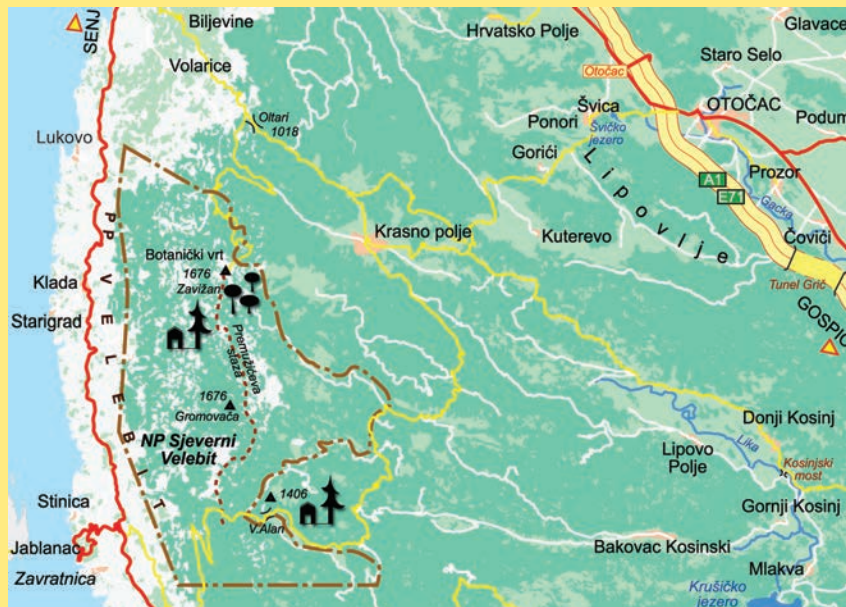 SENJ
Biljevine
Volarice
Hrvatsko Polje
Glavace
Staro Selo
Otočac
OTOČAC
Švica
Ponori
Švičko
jezero
Podum
Gorići
Lipovlje
A1
E71
Prozor
Gacka
Čovići
Oltari
1018
Lukovo
PP VELEBIT
Krasno polje
Kuterevo
Tunel Grič
GOSPIĆ
Botanički vrt
1676
Zavižan
Klada
Starigrad
Premužićeva
staza
1676
Gromovača
NP Sjeverni
Velebit
Donji Kosinj
Lika
Lipovo
Polje
Kosinjski
most
Gornji Kosinj
1406
V.Alan
Stinica
Jablanac
Zavratnica
Bakovac Kosinski
Mlakva
Krušičko
jezero